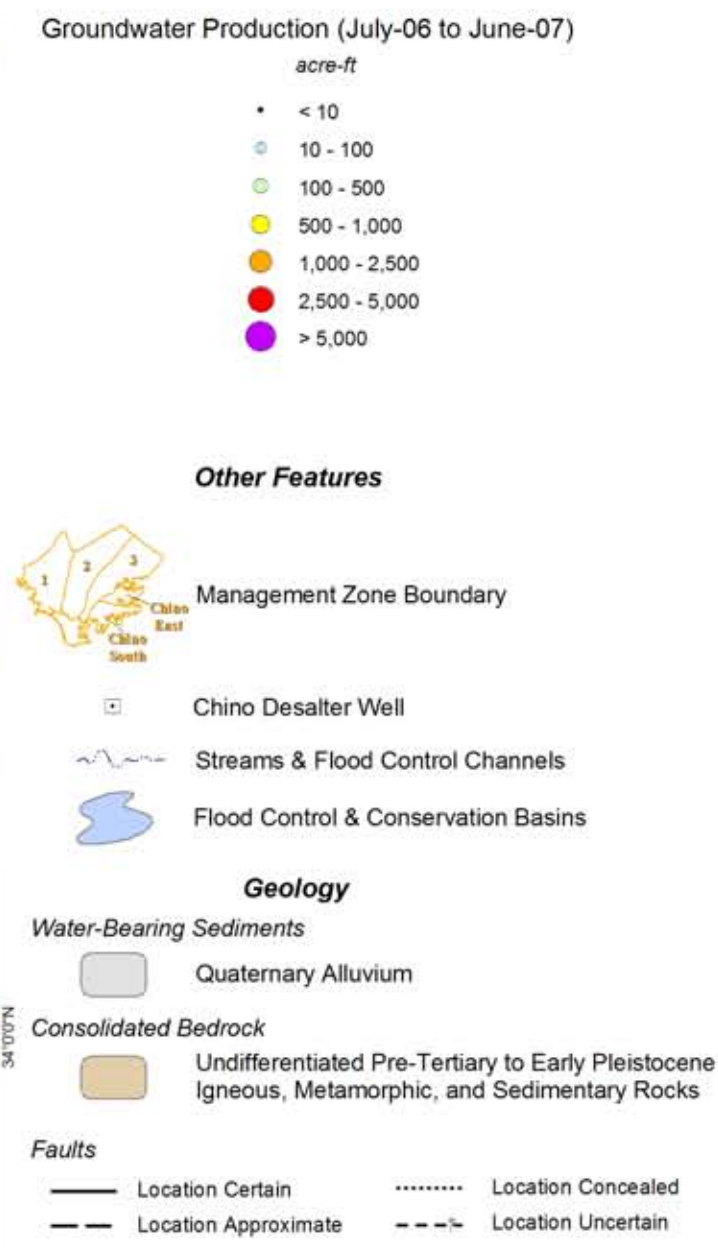 Groundwater Production (July-06 to June-07)
acre-ft
< 10
10 - 100
100 - 500
500 - 1,000
1,000 - 2,500
2,500 - 5,000
> 5,000
Other Features
1
2
3
Chino
East
Chino
South
Management Zone Boundary
Chino Desalter Well
Streams & Flood Control Channels
Flood Control & Conservation Basins
Geology
Water-Bearing Sediments
Quaternary Alluvium
34°0'0"N
Consolidated Bedrock
Undifferentiated Pre-Tertiary to Early Pleistocene
Igneous, Metamorphic, and Sedimentary Rocks
Faults
Location Certain
Location Concealed
Location Approximate
?
Location Uncertain